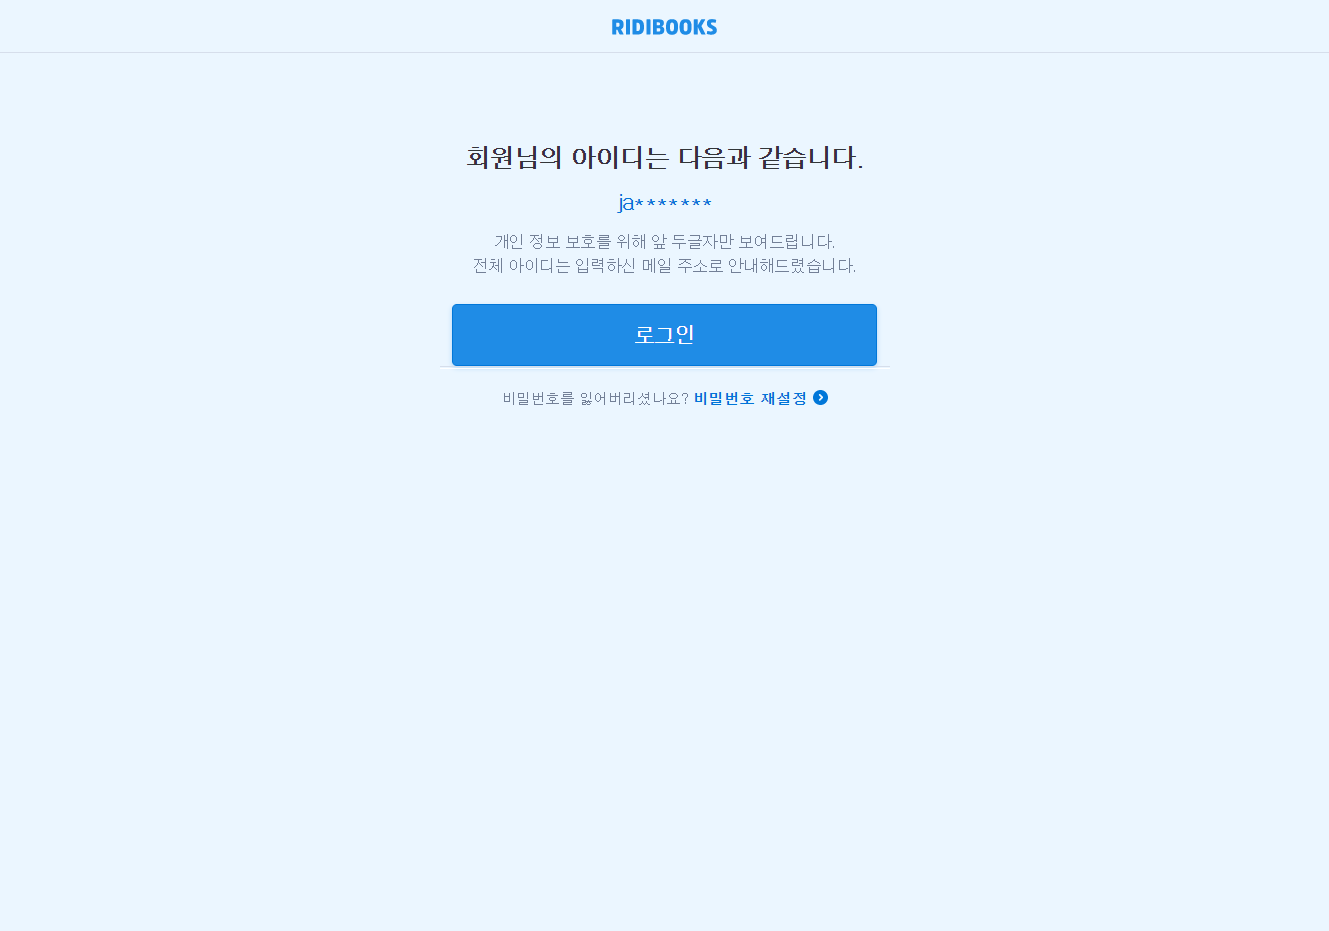 RIDIBOOKS
회원님의 아이디는 다음과 같습니다.
ja*******
개인 정보 보호를 위해 앞 두글자만 보여드립니다.
전체 아이디는 입력하신 메일 주소로 안내해드렸습니다.
로그인
비밀번호를 잃어버리셨나요? 비밀번호 재설정